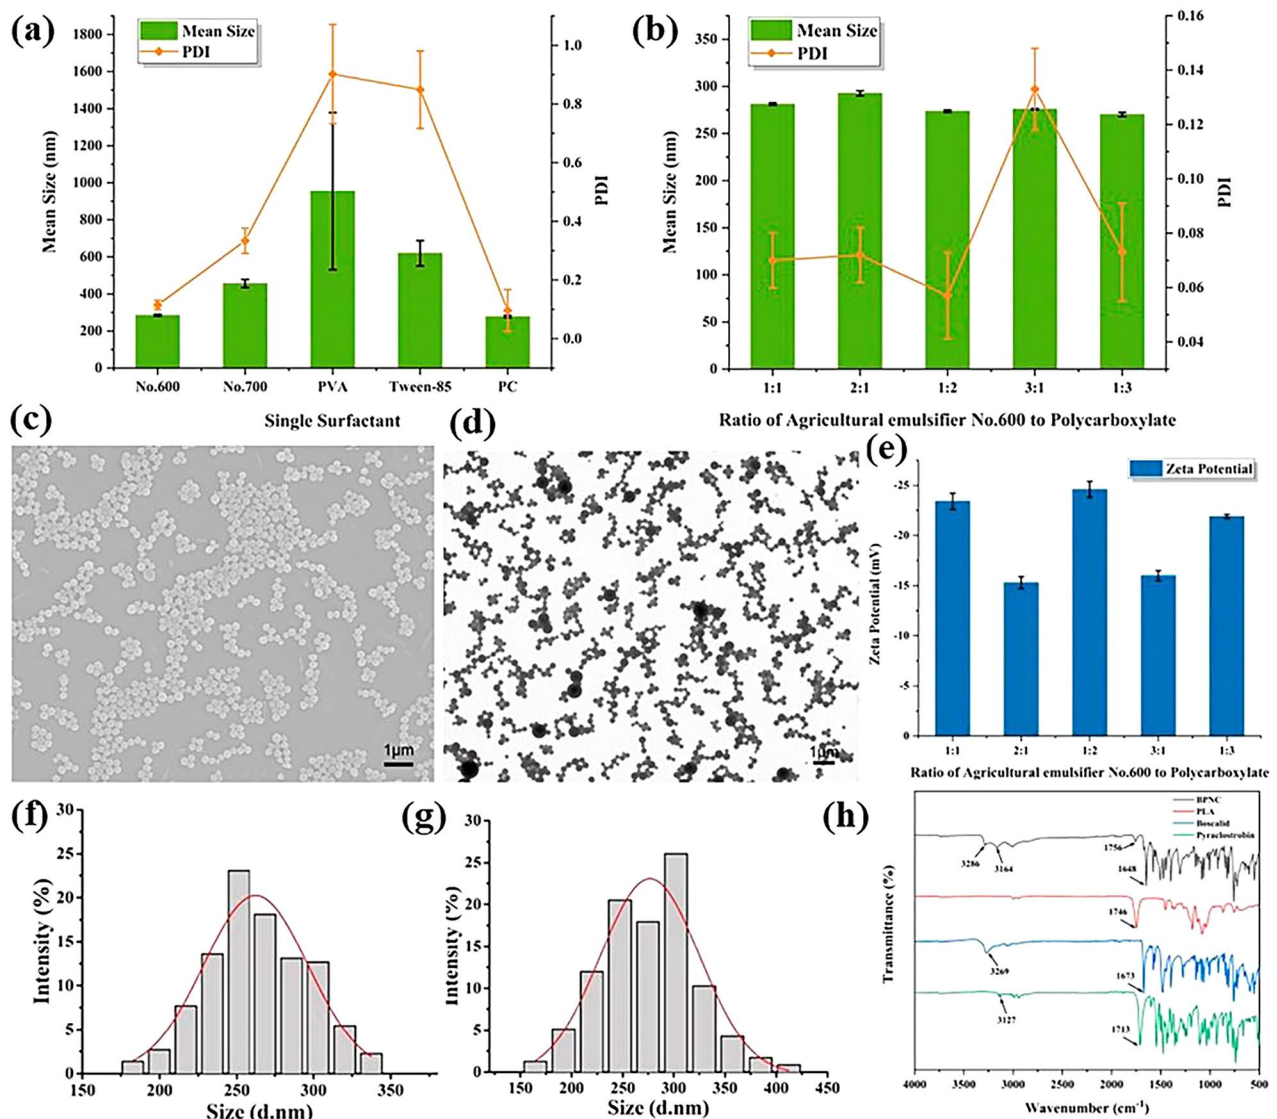 (a)
Mean Size
PDI
1800
1600
1400
1200
1000
800
600
400
200
0
Mean Size (nm)
1.0
0.8
0.6
0.4
0.2
0.0
PDI
No.600 No.700 PVA Tween-85 PC
Single Surfactant
(b)
Mean Size
PDI
350
300
250
200
150
100
50
0
Mean Size (nm)
0.16
0.14
0.12
0.10
0.08
0.06
0.04
PDI
1:1 2:1 1:2 3:1 1:3
Ratio of Agricultural emulsifier No.600 to Polycarboxylate
(c)
1μm
(d)
1μm
(e)
Zeta Potential
-25
-20
-15
-10
-5
0
Zeta Potential (mV)
1:1 2:1 1:2 3:1 1:3
Ratio of Agricultural emulsifier No.600 to Polycarboxylate
(f)
30
25
20
15
10
5
0
Intensity (%)
150 200 250 300 350
Size (d.nm)
(g)
30
25
20
15
10
5
0
Intensity (%)
150 200 250 300 350 400 450
Size (d.nm)
(h)
BPNC
PLA
Boscalid
Pyraclostrobin
3286
3164
1756
1648
1746
3269
1673
3127
1713
Transmittance (%)
4000 3500 3000 2500 2000 1500 1000 500
Wavenumber (cm⁻¹)